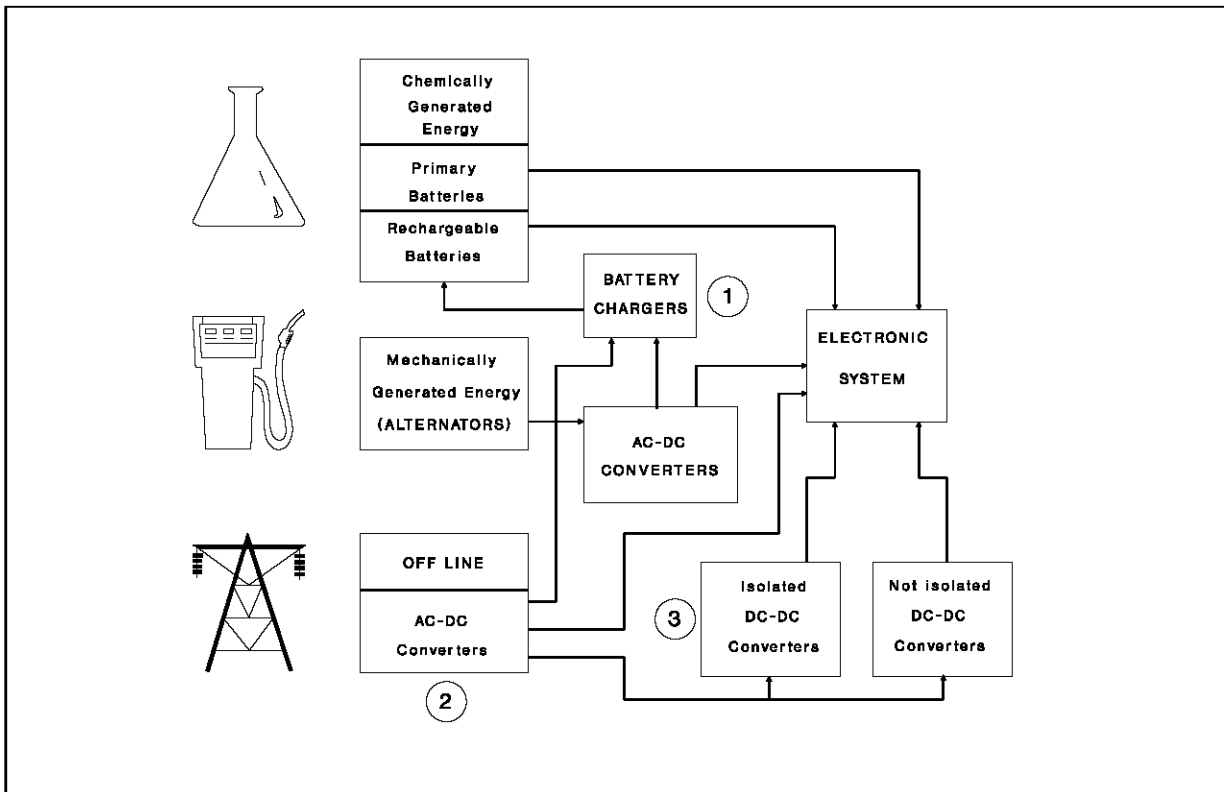 Chemically
Generated
Energy
Primary
Batteries
Rechargeable
Batteries
BATTERY
CHARGERS
1
Mechanically
Generated Energy
(ALTERNATORS)
AC-DC
CONVERTERS
ELECTRONIC
SYSTEM
OFF LINE
AC-DC
Converters
2
3
Isolated
DC-DC
Converters
Not isolated
DC-DC
Converters